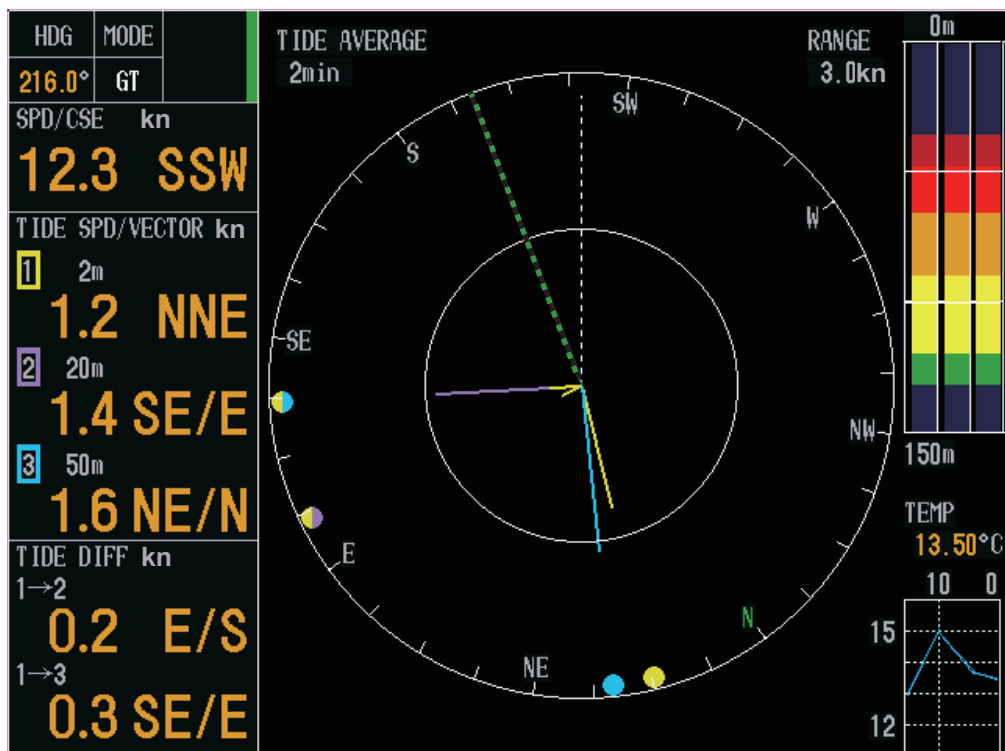 HDG MODE
216.0° GT
SPD/CSE kn
12.3 SSW
TIDE SPD/VECTOR kn
1 2m
1.2 NNE
2 20m
1.4 SE/E
3 50m
1.6 NE/N
TIDE DIFF kn
1→2
0.2 E/S
1→3
0.3 SE/E
TIDE AVERAGE
2min
RANGE
3.0kn
SW
S
W
SE
NW
E
N
NE
0m
150m
TEMP
13.50°C
10 0
15
12